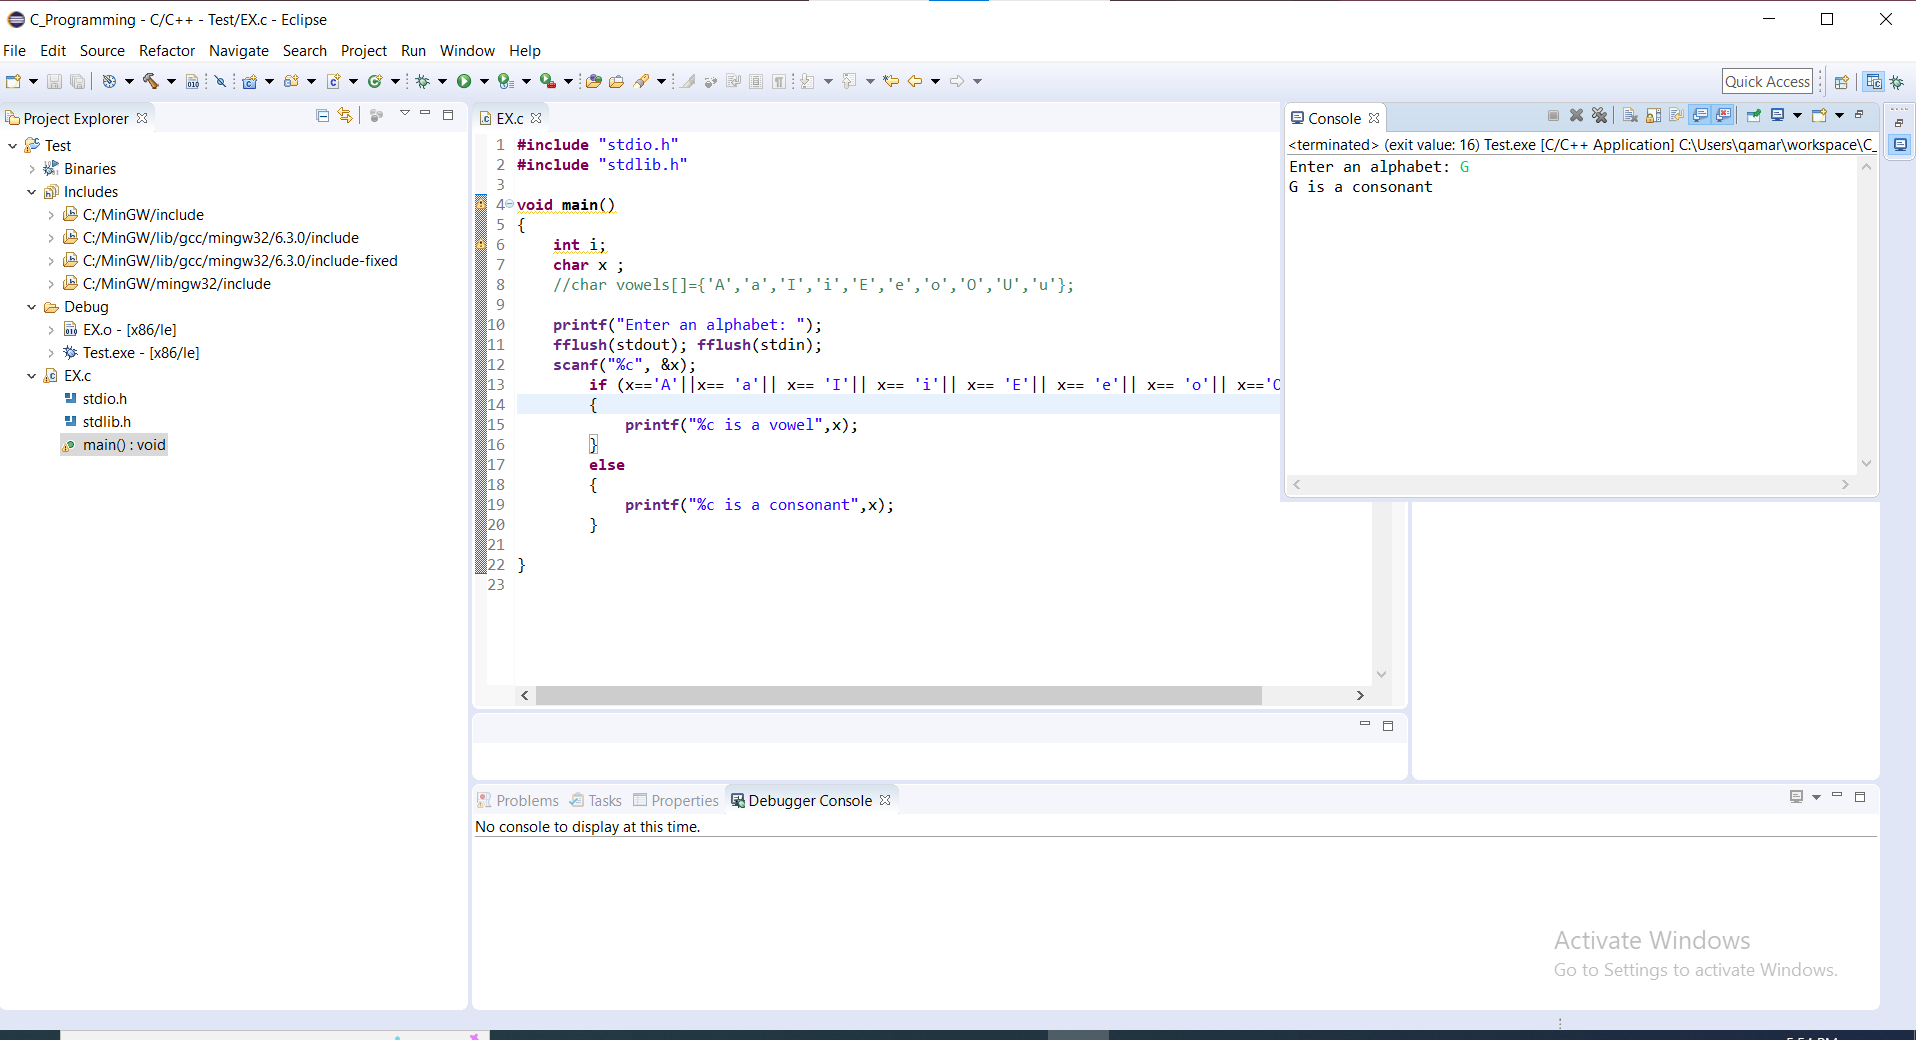 C_Programming - C/C++ - Test/EX.c - Eclipse
File Edit Source Refactor Navigate Search Project Run Window Help
Quick Access
Project Explorer
Test
Binaries
Includes
C:/MinGW/include
C:/MinGW/lib/gcc/mingw32/6.3.0/include
C:/MinGW/lib/gcc/mingw32/6.3.0/include-fixed
C:/MinGW/mingw32/include
Debug
EX.o - [x86/le]
Test.exe - [x86/le]
EX.c
stdio.h
stdlib.h
main() : void
EX.c
1 #include "stdio.h"
2 #include "stdlib.h"
3
4 void main()
5 {
6 int i;
7 char x ;
8 //char vowels[]={'A','a','I','i','E','e','o','O','U','u'};
9
10 printf("Enter an alphabet: ");
11 fflush(stdout); fflush(stdin);
12 scanf("%c", &x);
13 if (x=='A'||x== 'a'|| x== 'I'|| x== 'i'|| x== 'E'|| x== 'e'|| x== 'o'|| x=='
14 {
15 printf("%c is a vowel",x);
16 }
17 else
18 {
19 printf("%c is a consonant",x);
20 }
21
22 }
23
Console
<terminated> (exit value: 16) Test.exe [C/C++ Application] C:\Users\qamar\workspace\C_
Enter an alphabet: G
G is a consonant
Problems Tasks Properties Debugger Console
No console to display at this time.
Activate Windows
Go to Settings to activate Windows.